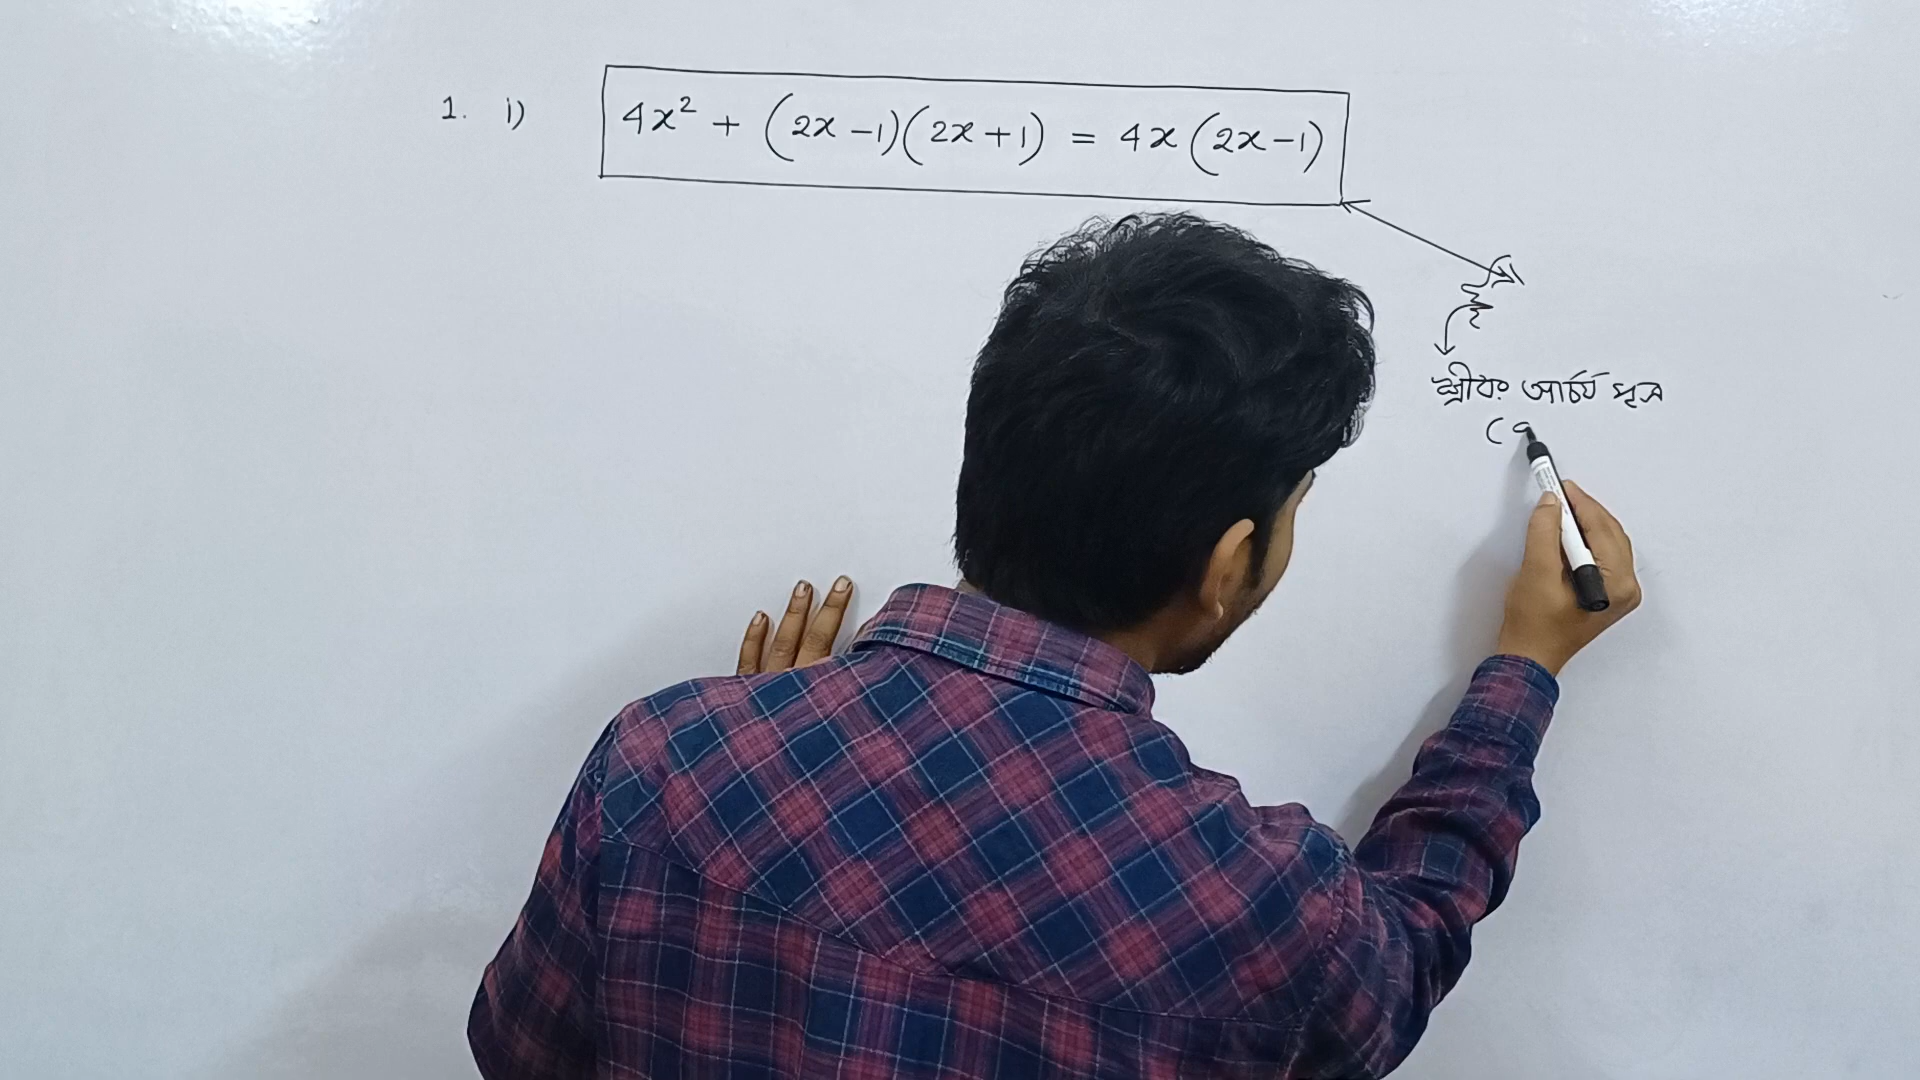 1. i) 4x² + (2x-1)(2x+1) = 4x(2x-1)
শ্রীধর আচার্য সূত্র
(